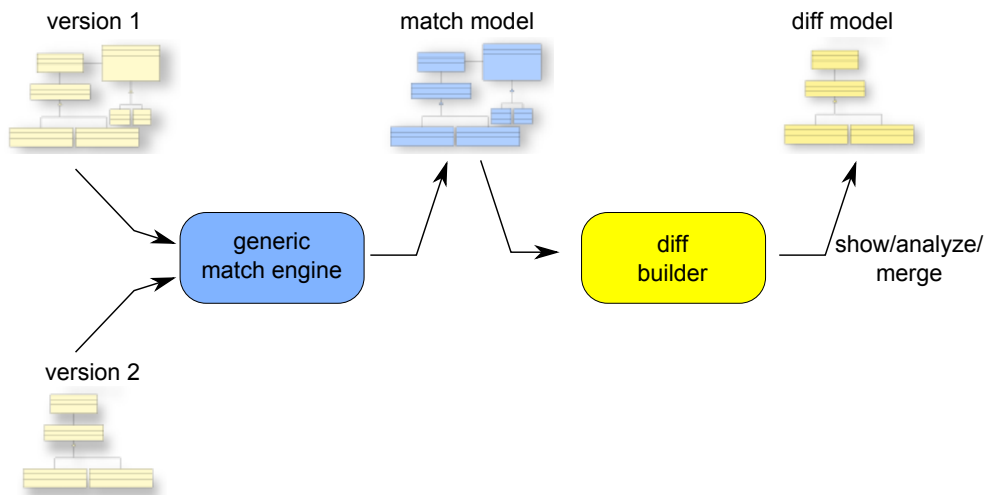 version 1
match model
diff model
generic
match engine
diff
builder
show/analyze/
merge
version 2